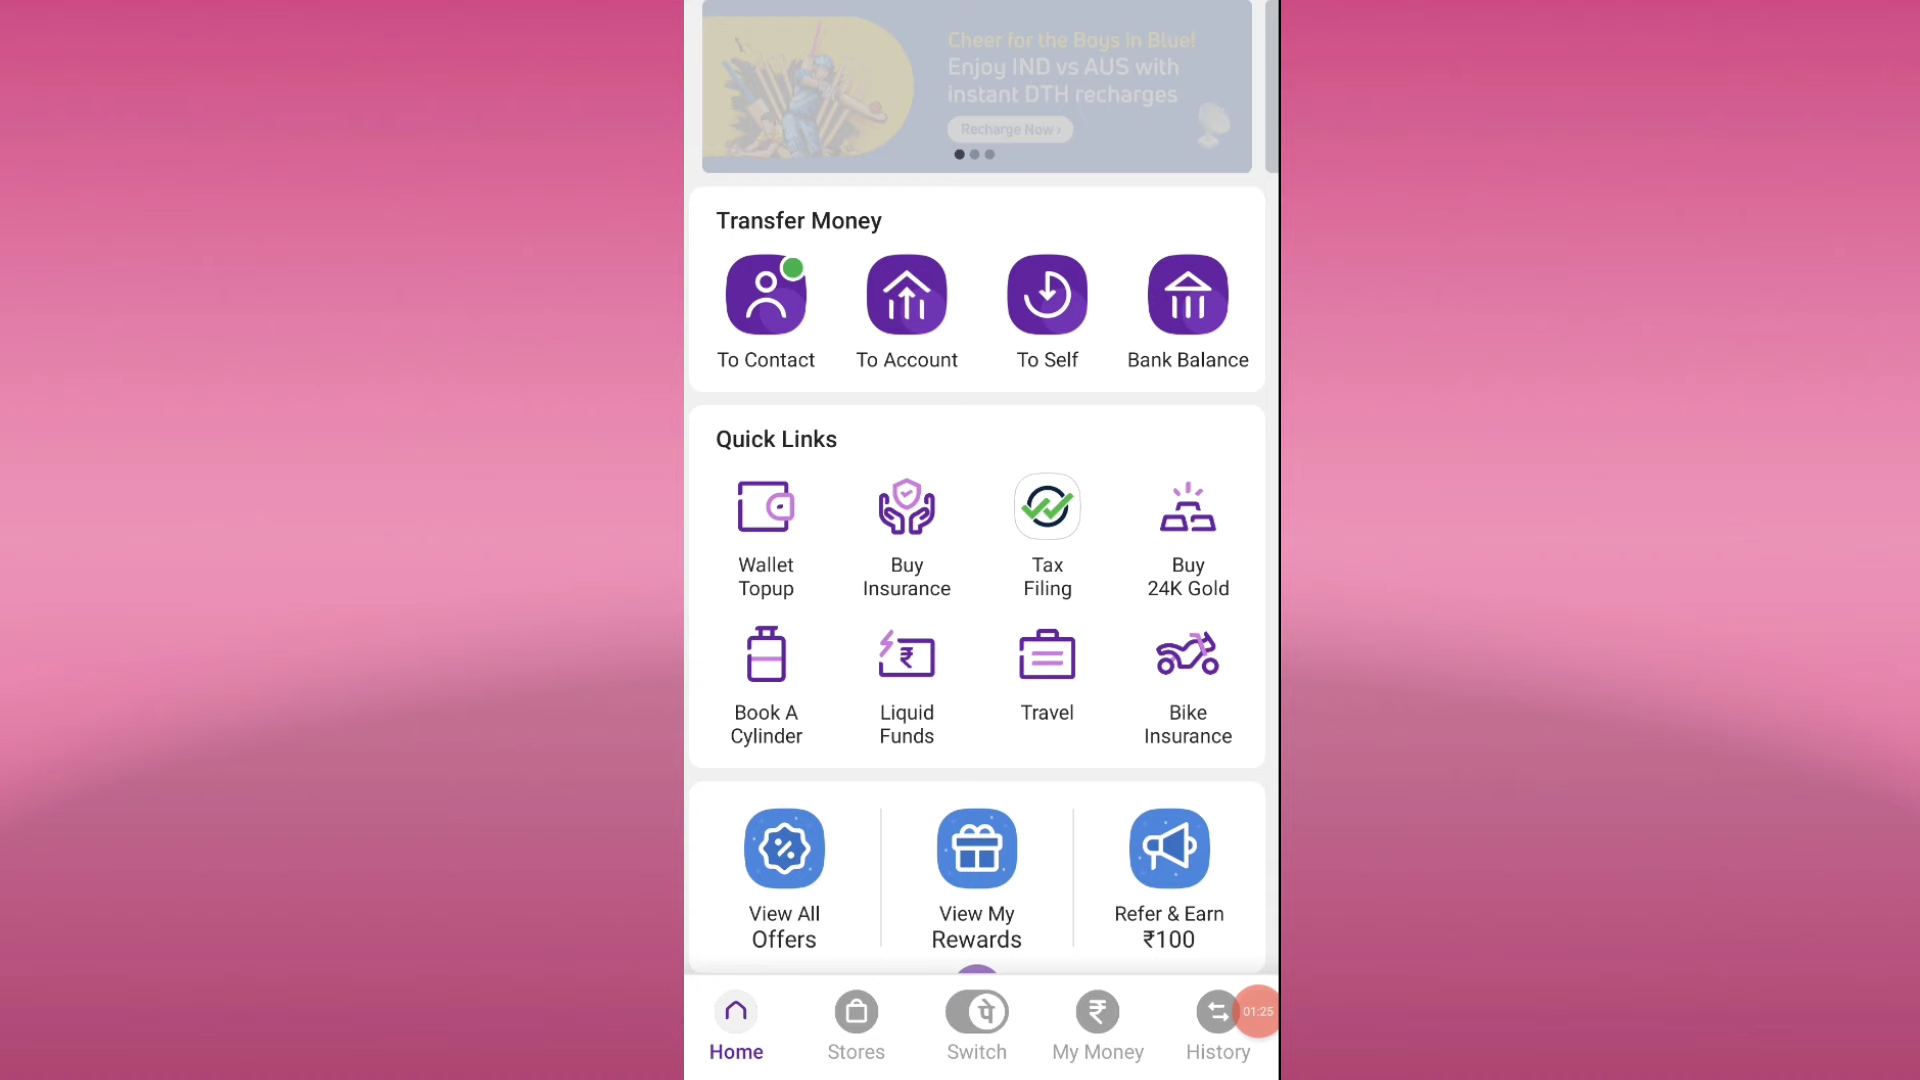 Cheer for the Boys in Blue!
Enjoy IND vs AUS with
instant DTH recharges
Recharge Now ›
Transfer Money
To Contact
To Account
To Self
Bank Balance
Quick Links
Wallet
Topup
Buy
Insurance
Tax
Filing
Buy
24K Gold
Book A
Cylinder
Liquid
Funds
Travel
Bike
Insurance
View All
Offers
View My
Rewards
Refer & Earn
₹100
पे
01:25
Home
Stores
Switch
My Money
History